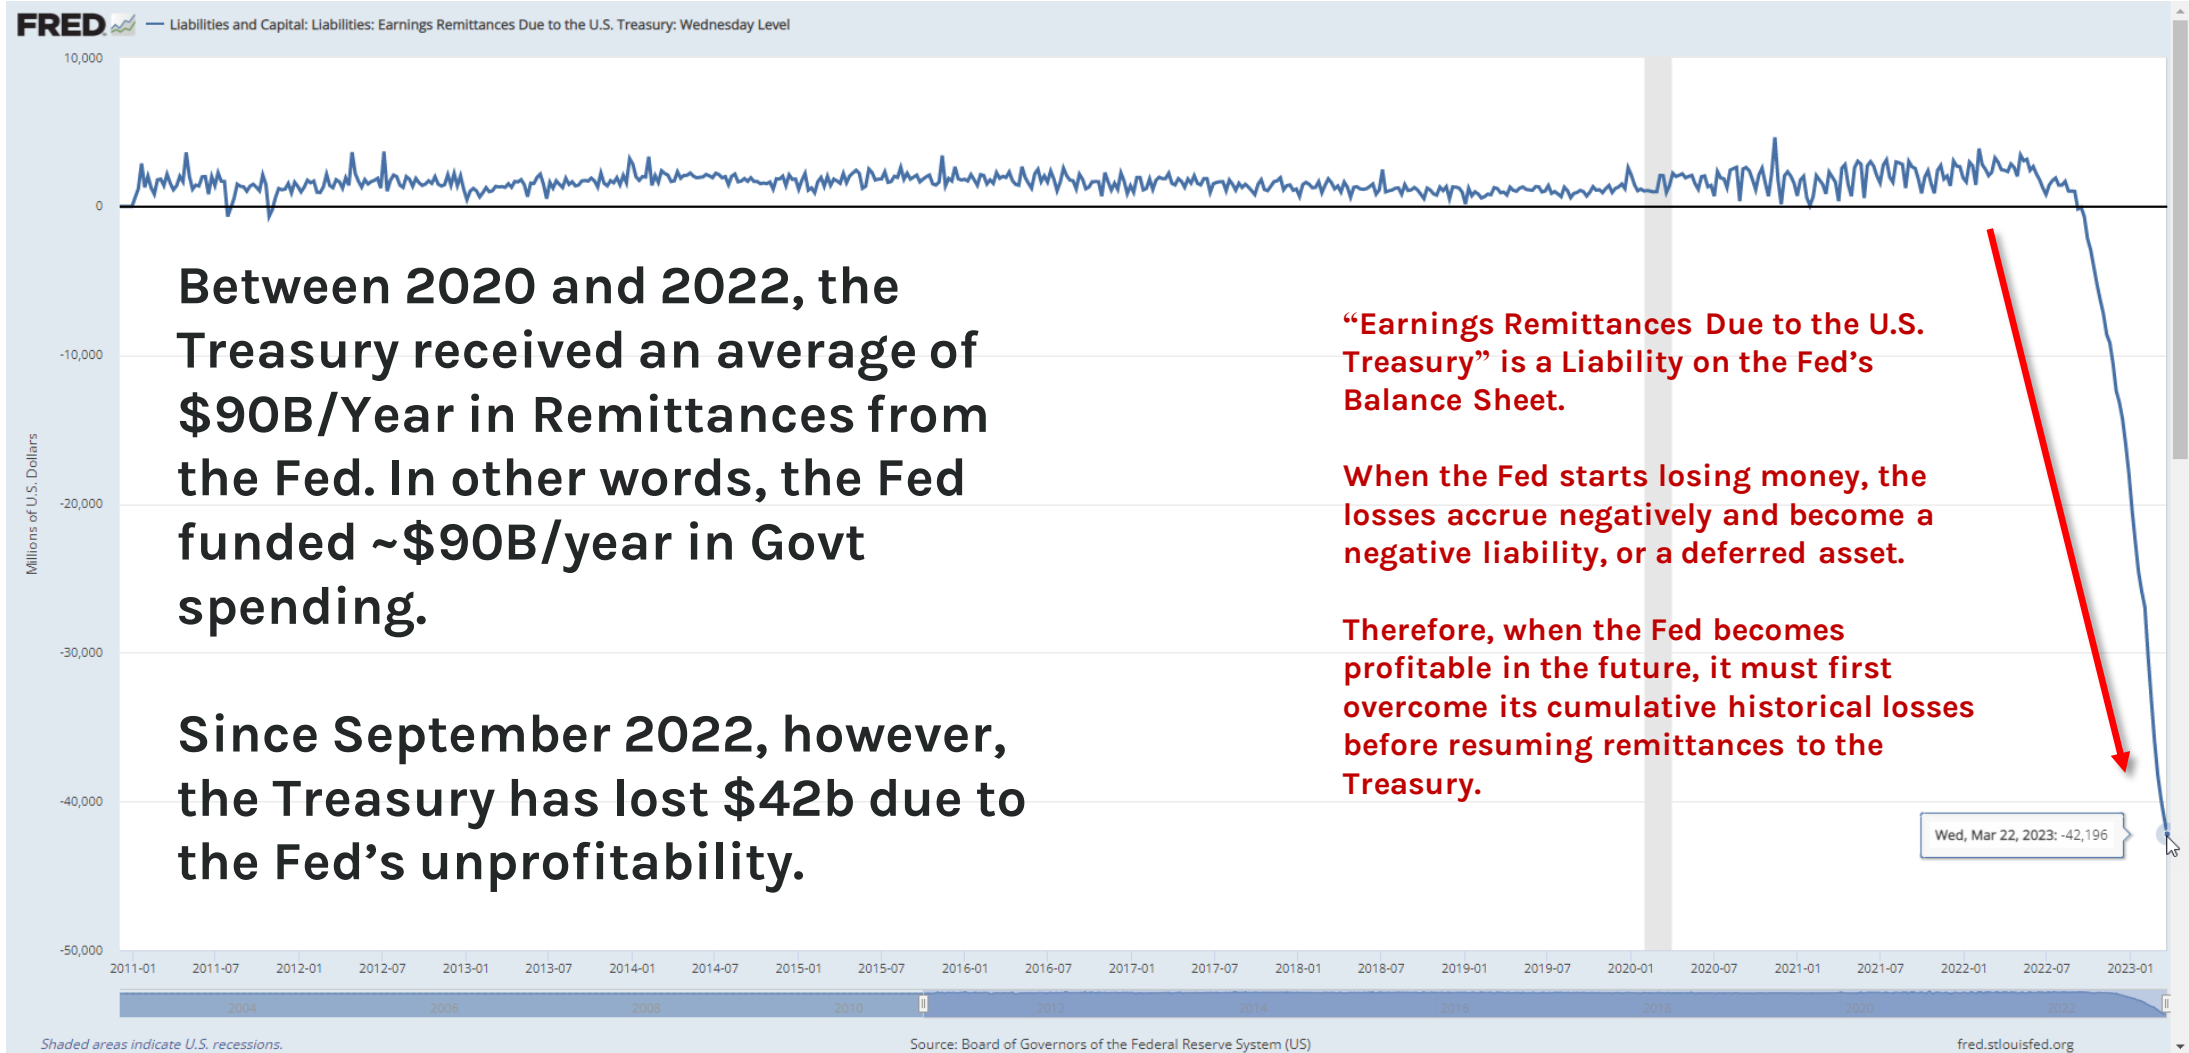 FRED
Liabilities and Capital: Liabilities: Earnings Remittances Due to the U.S. Treasury: Wednesday Level
10,000
0
-10,000
-20,000
-30,000
-40,000
-50,000
Millions of U.S. Dollars
Between 2020 and 2022, the
Treasury received an average of
$90B/Year in Remittances from
the Fed. In other words, the Fed
funded ~$90B/year in Govt
spending.
Since September 2022, however,
the Treasury has lost $42b due to
the Fed's unprofitability.
“Earnings Remittances Due to the U.S.
Treasury” is a Liability on the Fed's
Balance Sheet.
When the Fed starts losing money, the
losses accrue negatively and become a
negative liability, or a deferred asset.
Therefore, when the Fed becomes
profitable in the future, it must first
overcome its cumulative historical losses
before resuming remittances to the
Treasury.
Wed, Mar 22, 2023: -42,196
2011-01 2011-07 2012-01 2012-07 2013-01 2013-07 2014-01 2014-07 2015-01 2015-07 2016-01 2016-07 2017-01 2017-07 2018-01 2018-07 2019-01 2019-07 2020-01 2020-07 2021-01 2021-07 2022-01 2022-07 2023-01
2004 2006 2008 2010 2012 2014 2016 2018 2020 2022
Shaded areas indicate U.S. recessions.
Source: Board of Governors of the Federal Reserve System (US)
fred.stlouisfed.org